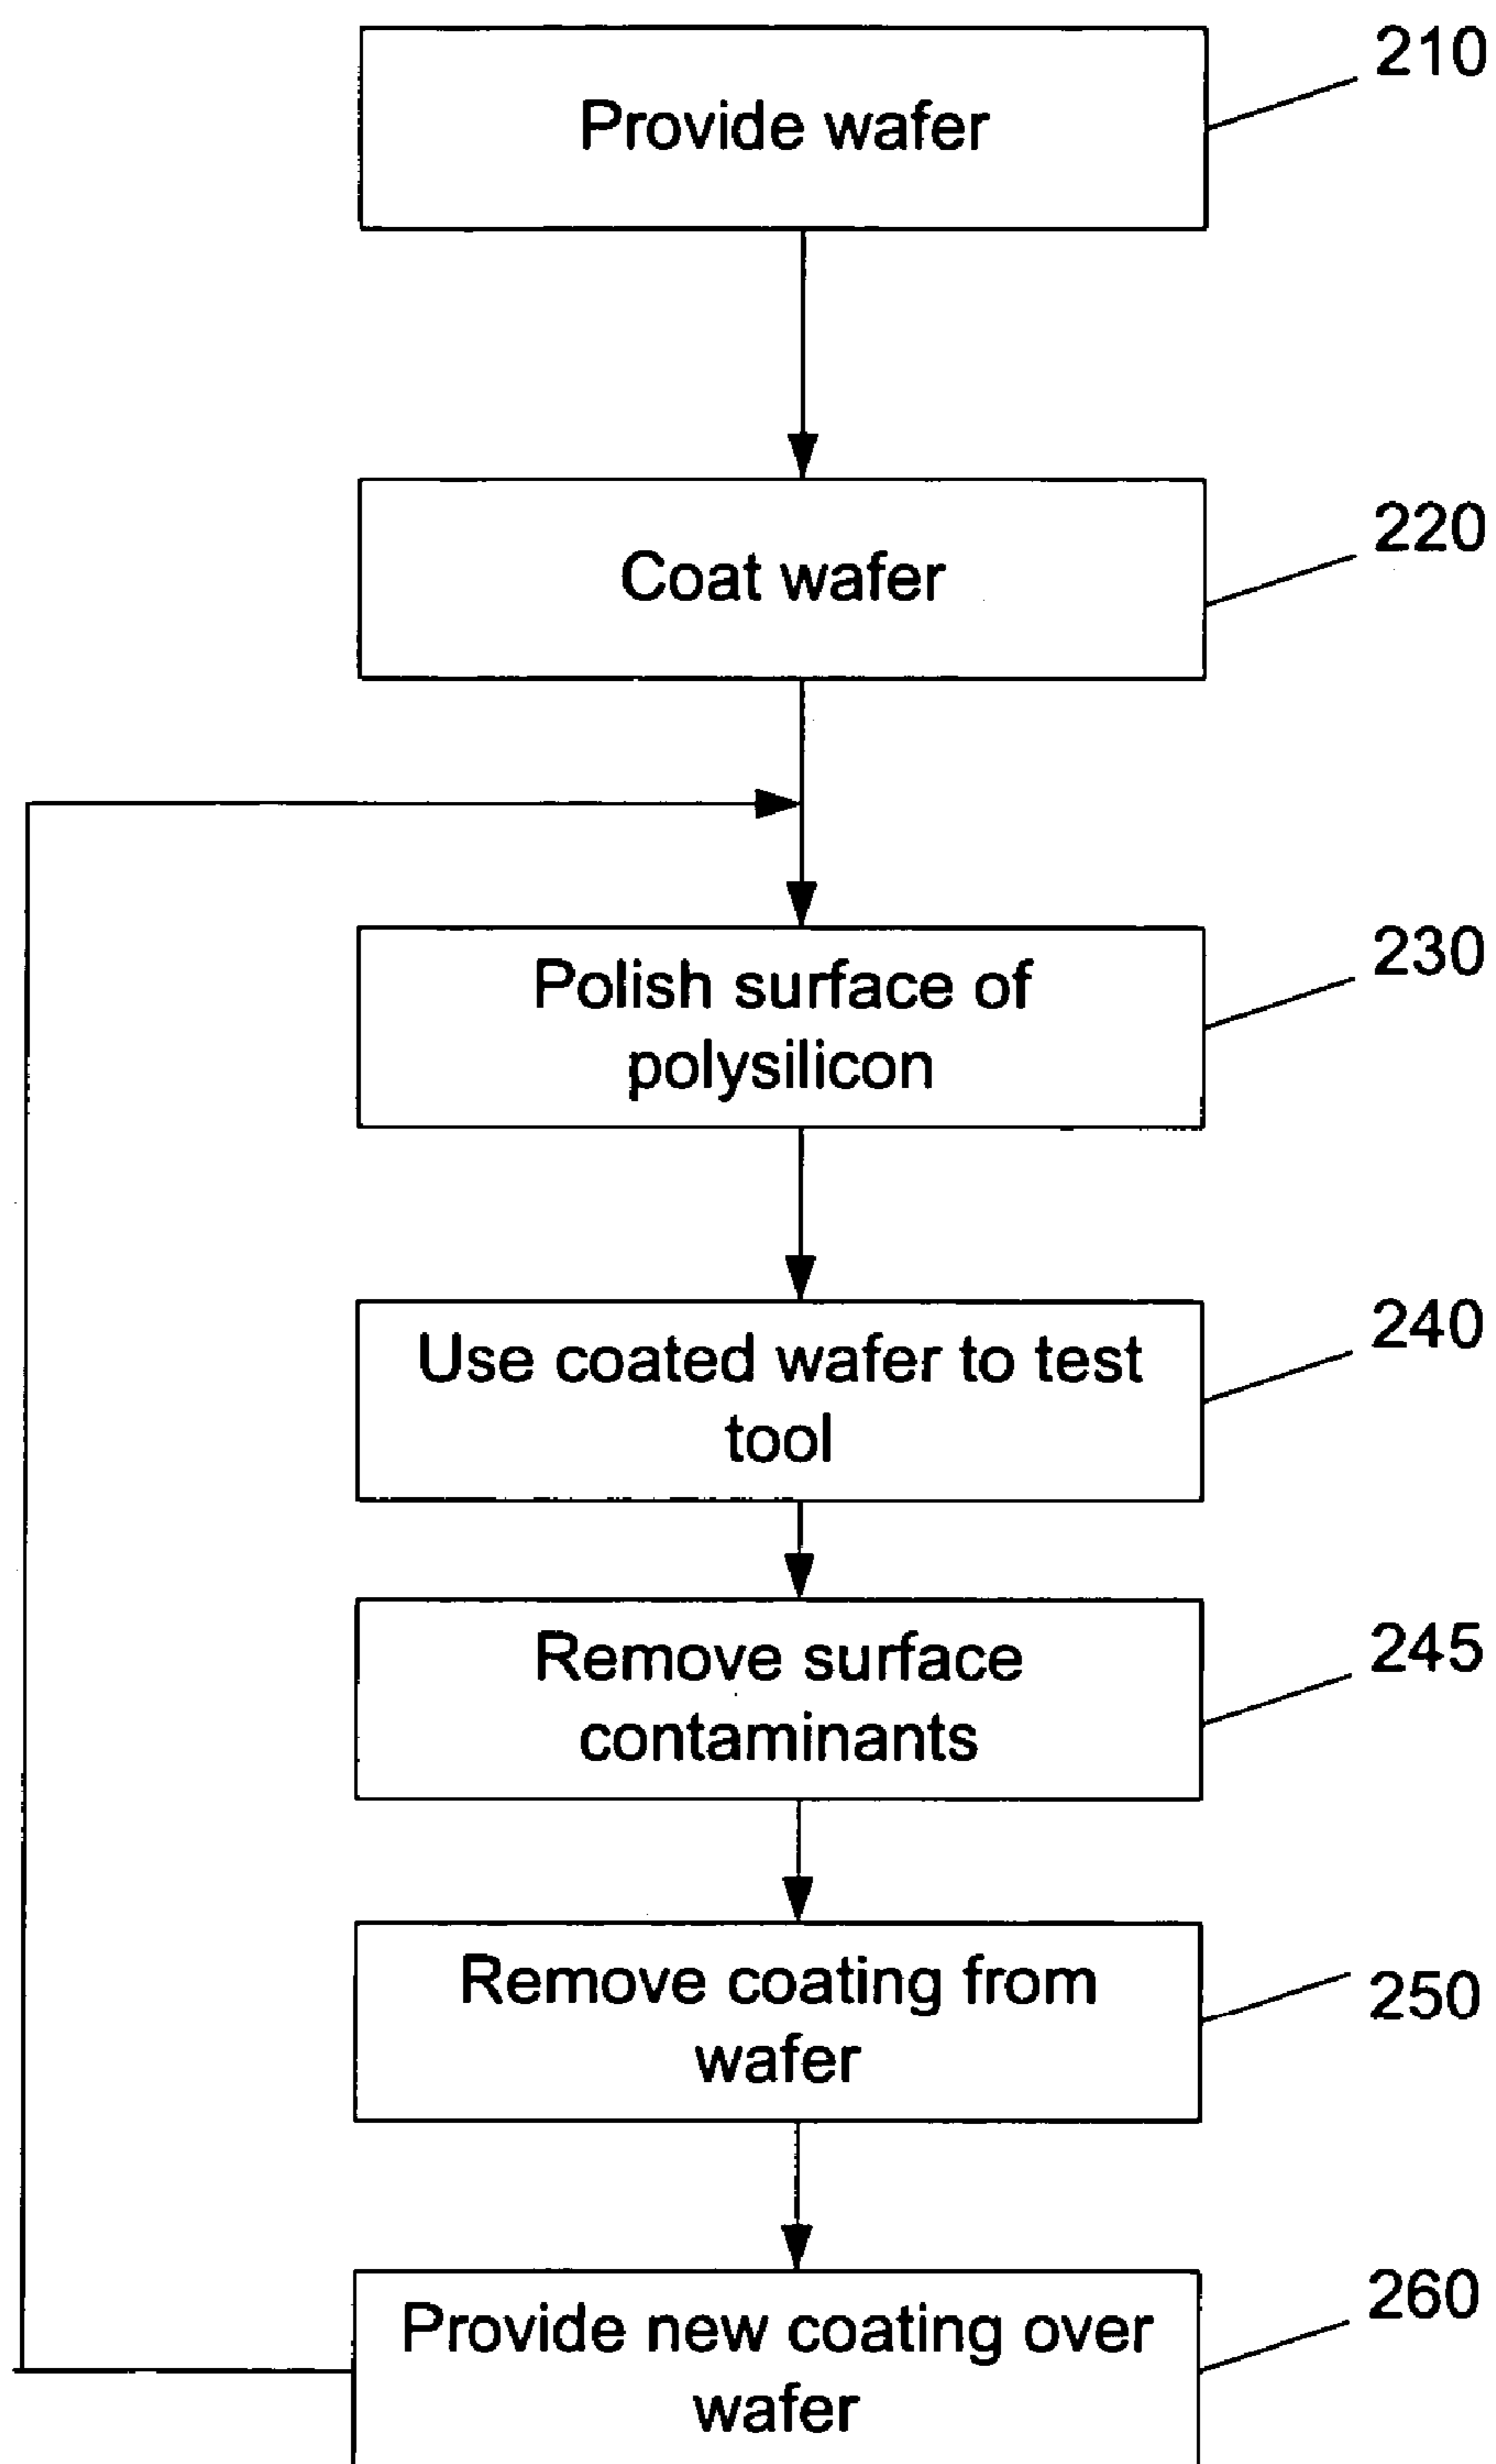 210
Provide wafer
220
Coat wafer
230
Polish surface of
polysilicon
240
Use coated wafer to test
tool
245
Remove surface
contaminants
250
Remove coating from
wafer
260
Provide new coating over
wafer